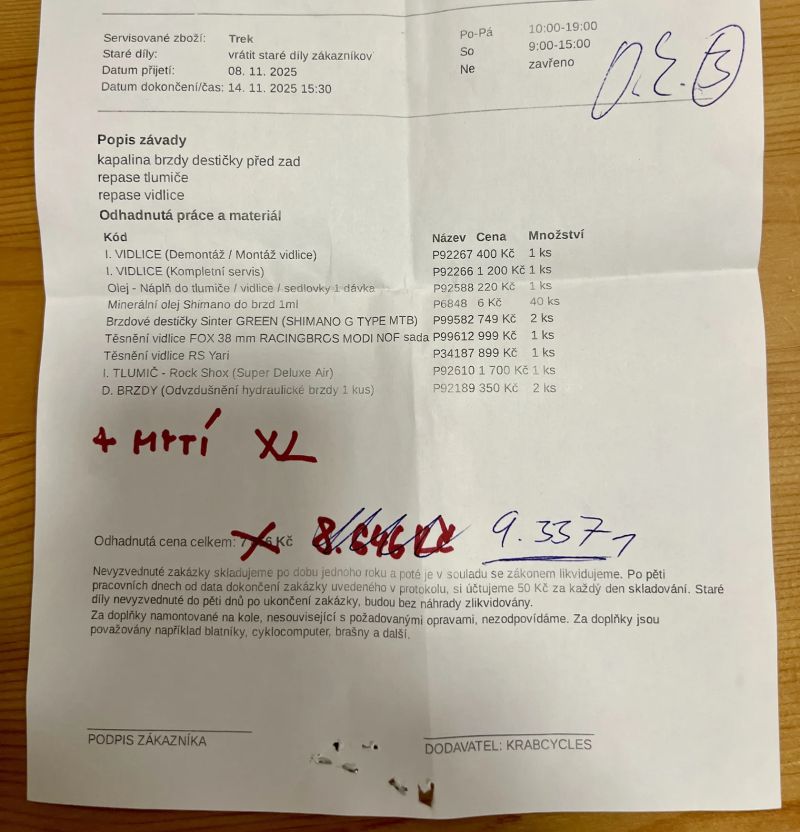 Servisované zboží: Trek
Staré díly: vrátit staré díly zákazníkov
Datum přijetí: 08. 11. 2025
Datum dokončení/čas: 14. 11. 2025 15:30
Po-Pá 10:00-19:00
So 9:00-15:00
Ne zavřeno
Popis závady
kapalina brzdy destičky před zad
repase tlumiče
repase vidlice
Odhadnutá práce a materiál
Kód Název Cena Množství
I. VIDLICE (Demontáž / Montáž vidlice) P92267 400 Kč 1 ks
I. VIDLICE (Kompletní servis) P92266 1 200 Kč 1 ks
Olej - Náplň do tlumiče / vidlice / sedlovky 1 dávka P92588 220 Kč 1 ks
Minerální olej Shimano do brzd 1ml P6848 6 Kč 40 ks
Brzdové destičky Sinter GREEN (SHIMANO G TYPE MTB) P99582 749 Kč 2 ks
Těsnění vidlice FOX 38 mm RACINGBROS MODI NOF sada P99612 999 Kč 1 ks
Těsnění vidlice RS Yari P34187 899 Kč 1 ks
I. TLUMIČ - Rock Shox (Super Deluxe Air) P92610 1 700 Kč 1 ks
D. BRZDY (Odvzdušnění hydraulické brzdy 1 kus) P92189 350 Kč 2 ks
+ MYTÍ XL
Odhadnutá cena celkem: Kč 8.646 Kč 9.337,
Nevyzvednuté zakázky skladujeme po dobu jednoho roku a poté je v souladu se zákonem likvidujeme. Po pěti
pracovních dnech od data dokončení zakázky uvedeného v protokolu, si účtujeme 50 Kč za každý den skladování. Staré
díly nevyzvednuté do pěti dnů po ukončení zakázky, budou bez náhrady zlikvidovány.
Za doplňky namontované na kole, nesouvisející s požadovanými opravami, nezodpovídáme. Za doplňky jsou
považovány například blatníky, cyklocomputer, brašny a další.
PODPIS ZÁKAZNÍKA
DODAVATEL: KRABCYCLES